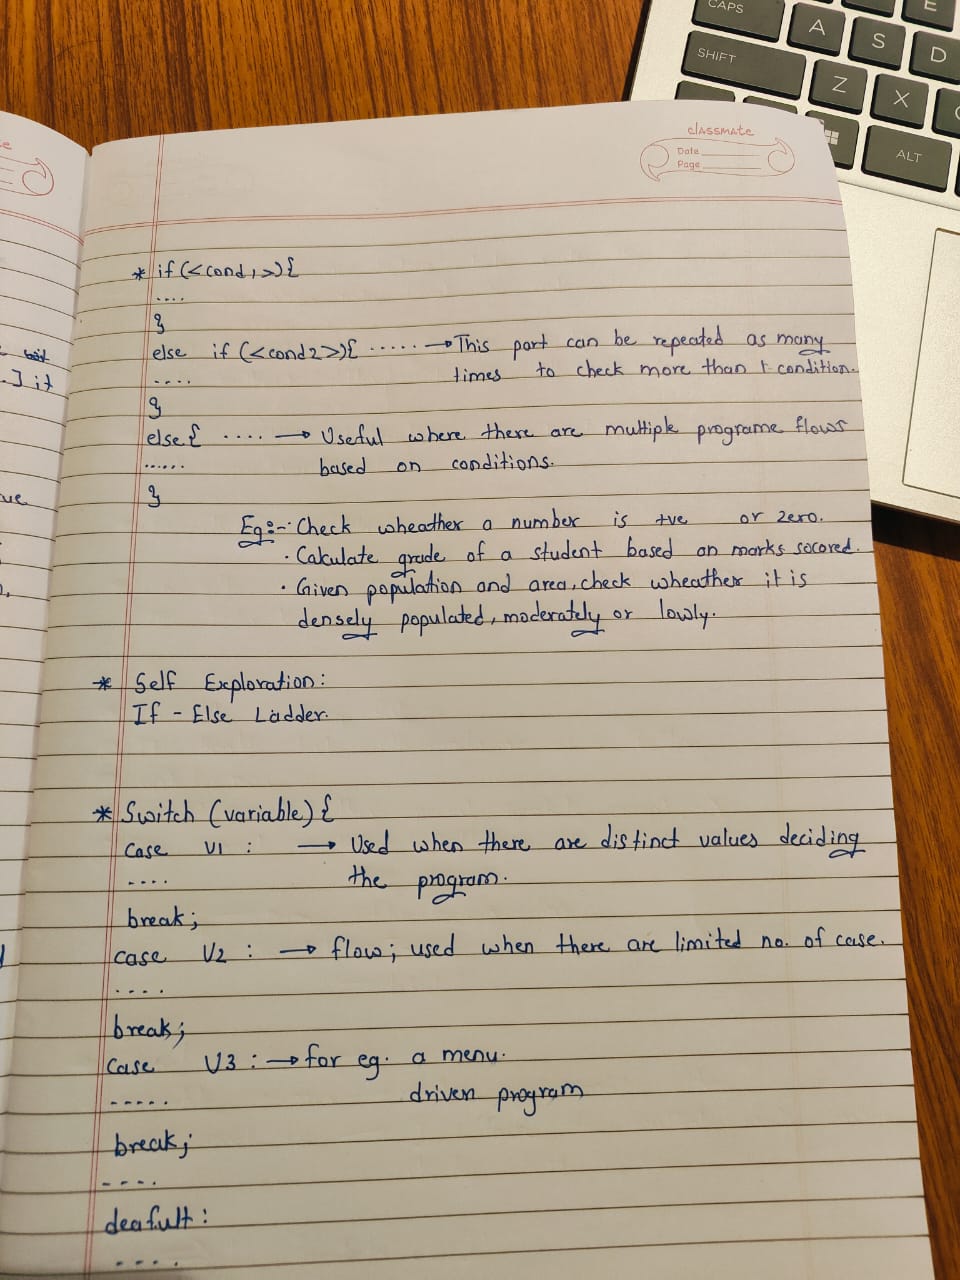 CAPS
E
A
S
D
SHIFT
Z
X
ALT
classmate
Date
Page
* if (<cond1>){
....
}
else if (<cond2>){ ..... → This part can be repeated as many
.... times to check more than 1 condition.
}
else{ .... → Useful where there are multiple programe flows
...... based on conditions.
}
Eg:- · Check wheather a number is +ve or zero.
· Calculate grade of a student based on marks socored.
· Given population and area, check wheather it is
densely populated, moderately or lowly.
* Self Exploration:
If - Else Ladder.
* Switch (variable) {
case V1 : → Used when there are distinct values deciding
.... the program.
break;
case V2 : → flow; used when there are limited no. of case.
....
break;
case V3 : → for eg. a menu.
..... driven program
break;
....
deafult:
....
] it
ue